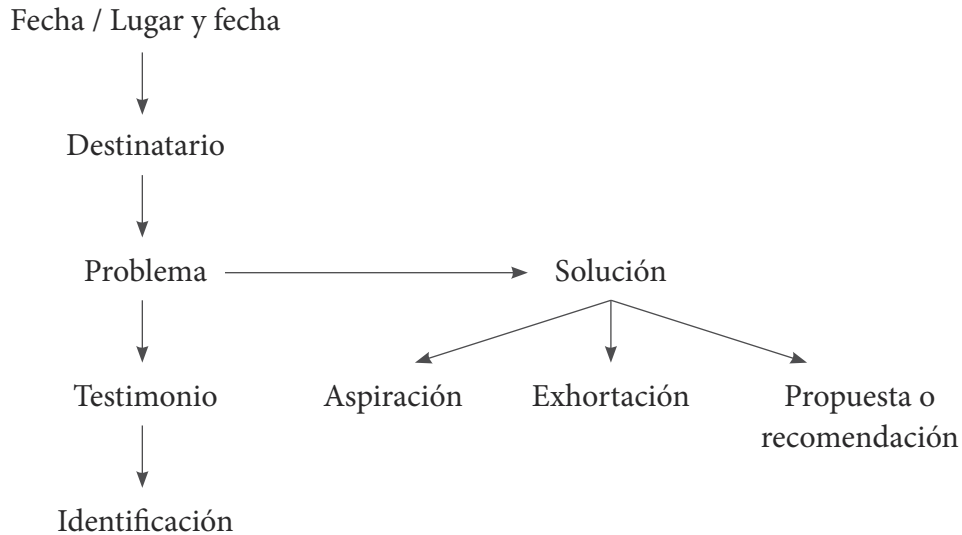 Fecha / Lugar y fecha
Destinatario
Problema
Solución
Testimonio
Aspiración
Exhortación
Propuesta o
recomendación
Identificación